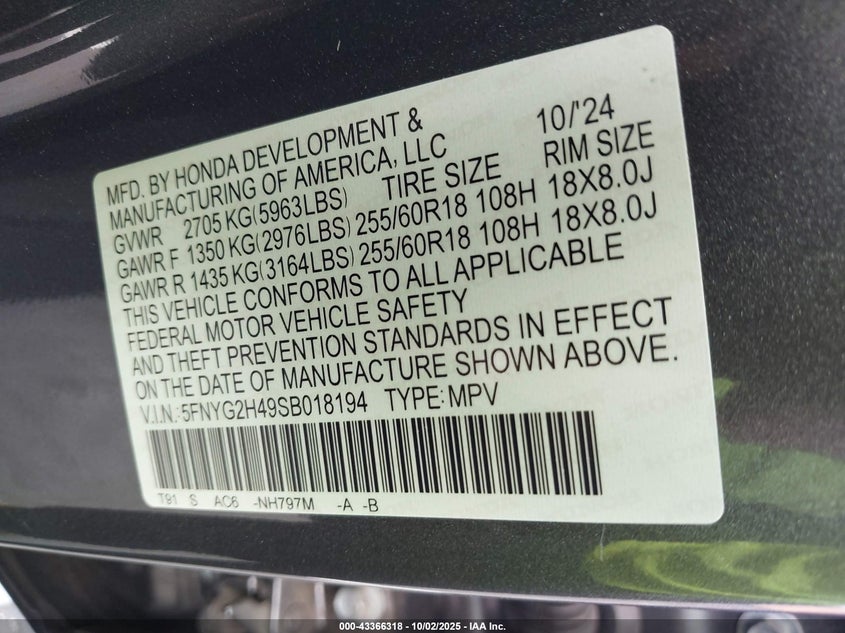 MFD. BY HONDA DEVELOPMENT & 10/'24
MANUFACTURING OF AMERICA, LLC
GVWR 2705 KG(5963LBS) TIRE SIZE RIM SIZE
GAWR F 1350 KG(2976LBS) 255/60R18 108H 18X8.0J
GAWR R 1435 KG(3164LBS) 255/60R18 108H 18X8.0J
THIS VEHICLE CONFORMS TO ALL APPLICABLE
FEDERAL MOTOR VEHICLE SAFETY
AND THEFT PREVENTION STANDARDS IN EFFECT
ON THE DATE OF MANUFACTURE SHOWN ABOVE.
V.I.N.:5FNYG2H49SB018194 TYPE:MPV
T91 S AC6 -NH797M -A -B
000-43366318 - 10/02/2025 - IAA Inc.